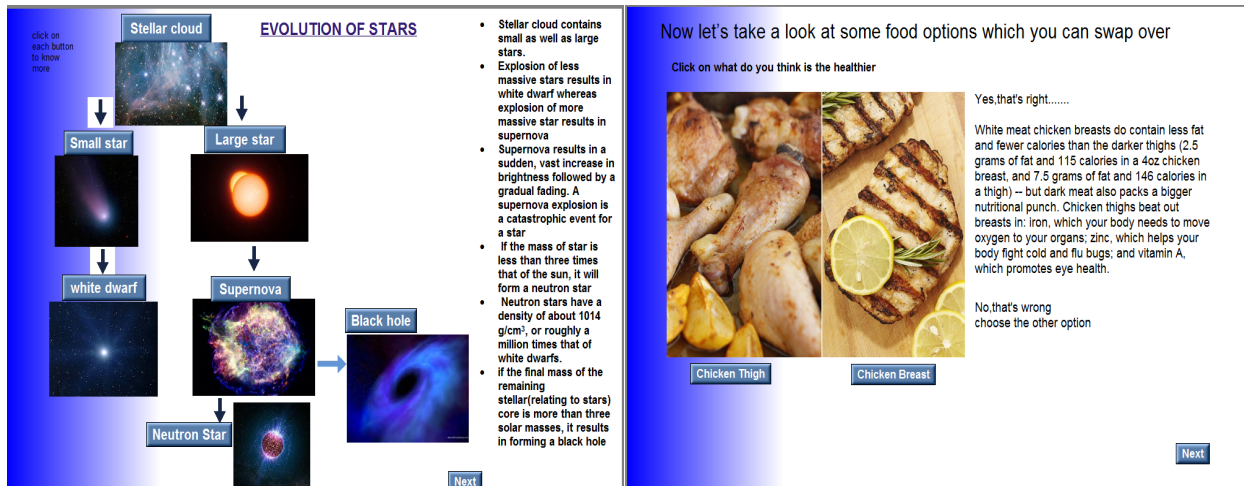 click on
each button
to know
more
Stellar cloud
EVOLUTION OF STARS
Small star
Large star
white dwarf
Supernova
Black hole
Neutron Star
• Stellar cloud contains
small as well as large
stars.
• Explosion of less
massive stars results in
white dwarf whereas
explosion of more
massive star results in
supernova
• Supernova results in a
sudden, vast increase in
brightness followed by a
gradual fading. A
supernova explosion is
a catastrophic event for
a star
• If the mass of star is
less than three times
that of the sun, it will
form a neutron star
• Neutron stars have a
density of about 1014
g/cm³, or roughly a
million times that of
white dwarfs.
• if the final mass of the
remaining
stellar(relating to stars)
core is more than three
solar masses, it results
in forming a black hole
Next
Now let's take a look at some food options which you can swap over
Click on what do you think is the healthier
Yes,that's right.......
White meat chicken breasts do contain less fat
and fewer calories than the darker thighs (2.5
grams of fat and 115 calories in a 4oz chicken
breast, and 7.5 grams of fat and 146 calories in
a thigh) -- but dark meat also packs a bigger
nutritional punch. Chicken thighs beat out
breasts in: iron, which your body needs to move
oxygen to your organs; zinc, which helps your
body fight cold and flu bugs; and vitamin A,
which promotes eye health.
No,that's wrong
choose the other option
Chicken Thigh
Chicken Breast
Next